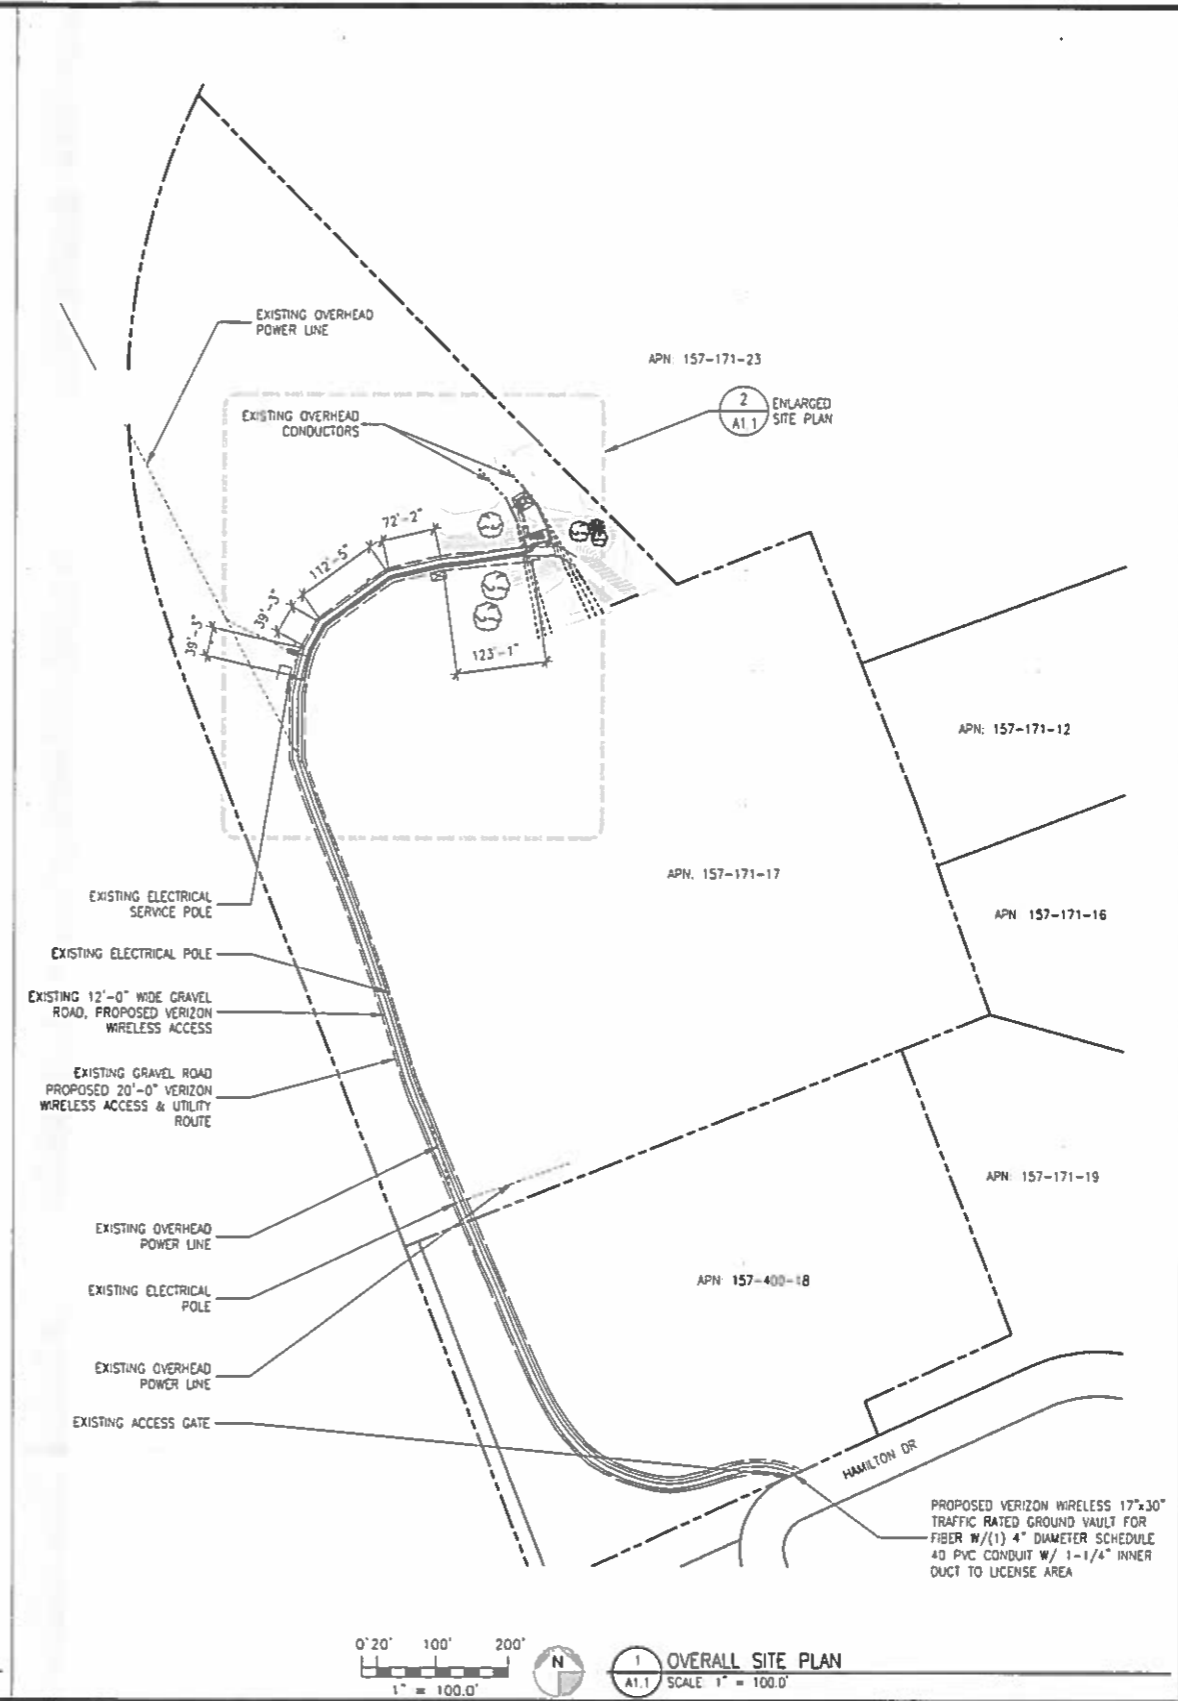 EXISTING OVERHEAD
POWER LINE
APN: 157-171-23
2
A1.1
ENLARGED
SITE PLAN
EXISTING OVERHEAD
CONDUCTORS
72'-2"
112'-5"
39'-3"
39'-3"
123'-1"
APN: 157-171-12
APN. 157-171-17
APN 157-171-16
EXISTING ELECTRICAL
SERVICE POLE
EXISTING ELECTRICAL POLE
EXISTING 12'-0" WIDE GRAVEL
ROAD, PROPOSED VERIZON
WIRELESS ACCESS
EXISTING GRAVEL ROAD
PROPOSED 20'-0" VERIZON
WIRELESS ACCESS & UTILITY
ROUTE
APN: 157-171-19
EXISTING OVERHEAD
POWER LINE
APN: 157-400-18
EXISTING ELECTRICAL
POLE
EXISTING OVERHEAD
POWER LINE
EXISTING ACCESS GATE
HAMILTON DR
PROPOSED VERIZON WIRELESS 17"x30"
TRAFFIC RATED GROUND VAULT FOR
FIBER W/(1) 4" DIAMETER SCHEDULE
40 PVC CONDUIT W/ 1-1/4" INNER
DUCT TO LICENSE AREA
0' 20' 100' 200'
1" = 100.0'
N
1
A1.1
OVERALL SITE PLAN
SCALE: 1" = 100.0'